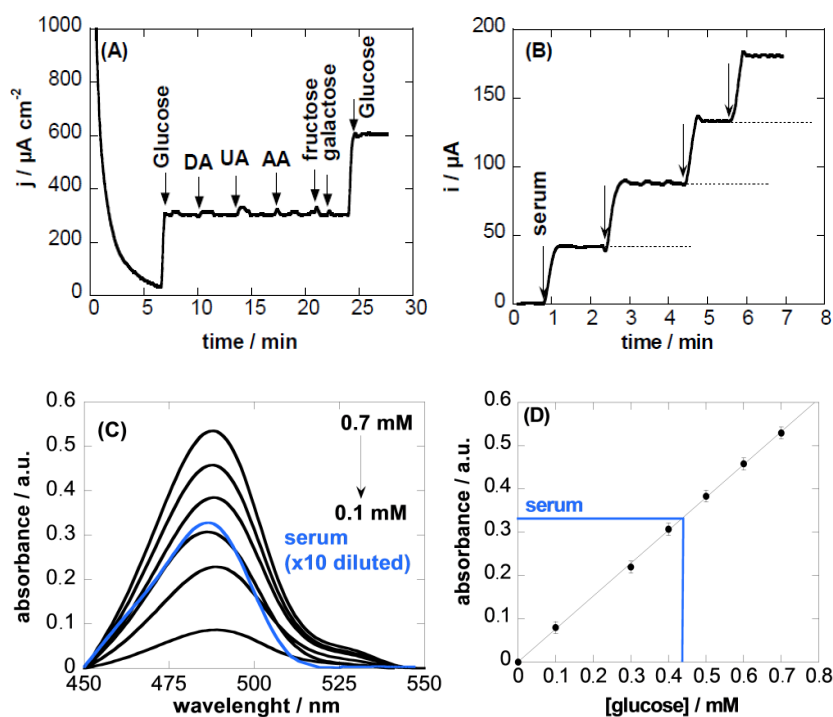 (A)
j / µA cm⁻²
1000
800
600
400
200
0
Glucose
DA
UA
AA
fructose
galactose
Glucose
0 5 10 15 20 25 30
time / min
(B)
i / µA
200
150
100
50
0
serum
0 1 2 3 4 5 6 7 8
time / min
(C)
absorbance / a.u.
0.6
0.5
0.4
0.3
0.2
0.1
0
0.7 mM
0.1 mM
serum
(x10 diluted)
450 475 500 525 550
wavelenght / nm
(D)
absorbance / a.u.
0.6
0.5
0.4
0.3
0.2
0.1
0
serum
0 0.1 0.2 0.3 0.4 0.5 0.6 0.7 0.8
[glucose] / mM